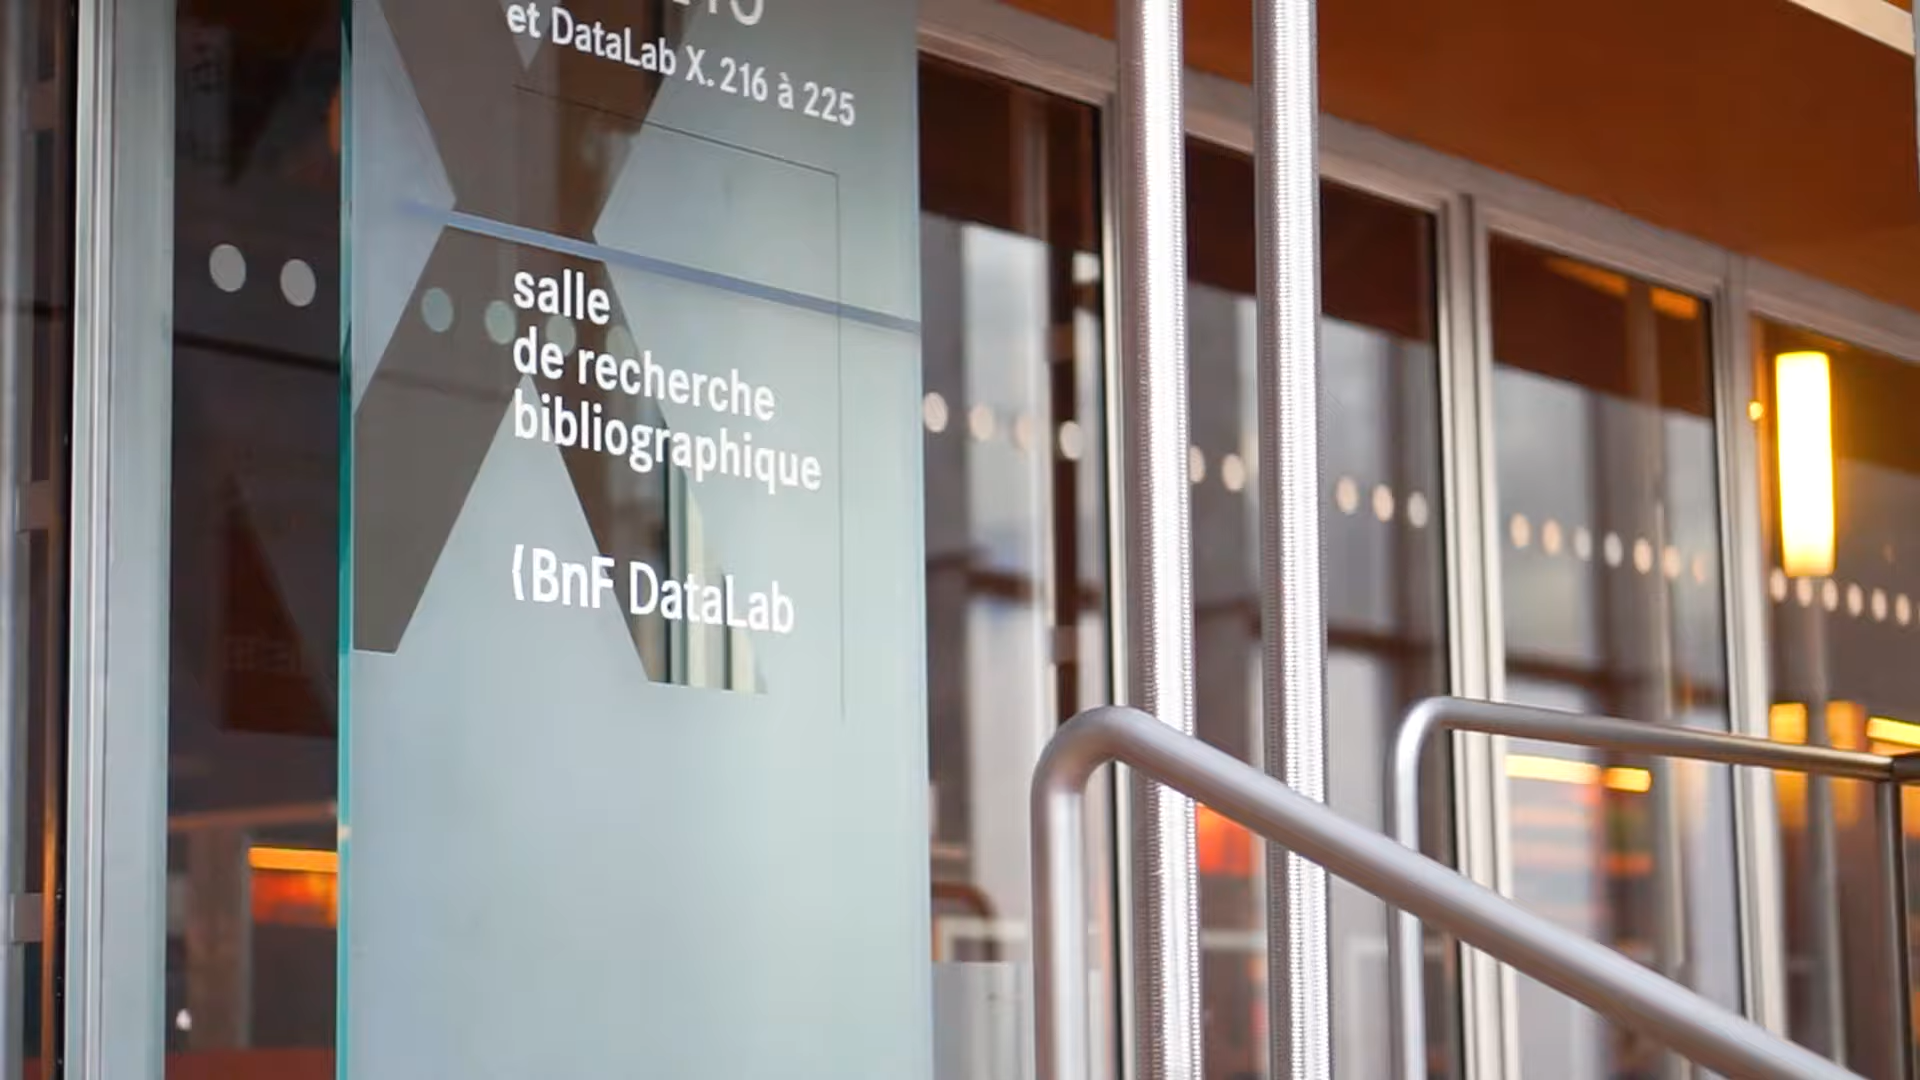 et DataLab X.216 à 225
salle
de recherche
bibliographique
{BnF DataLab